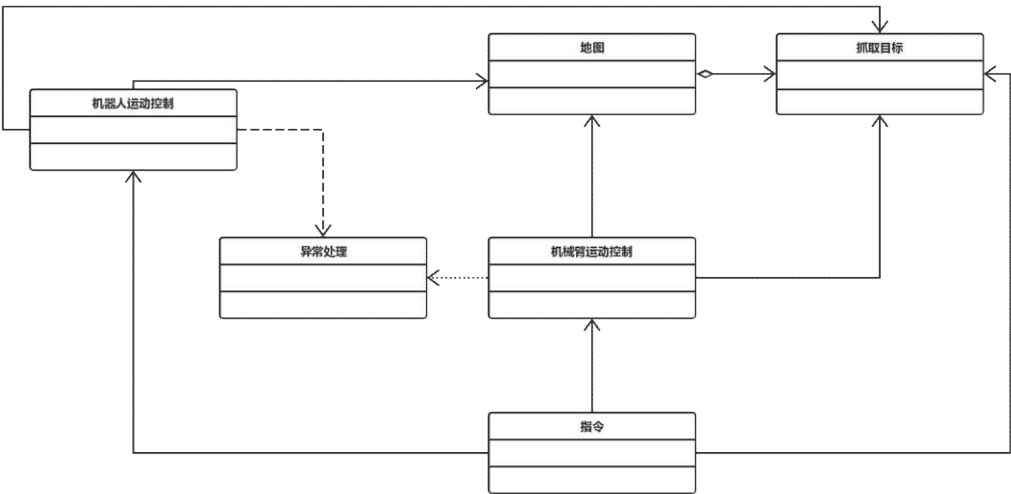 地图
抓取目标
机器人运动控制
异常处理
机械臂运动控制
指令